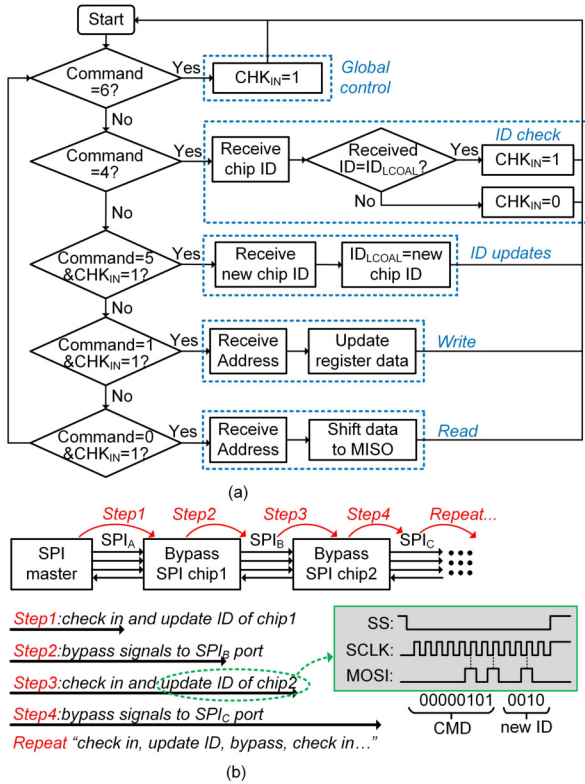 Start
Command
=6?
Yes
CHK_IN=1
Global
control
No
Command
=4?
Yes
Receive
chip ID
Received
ID=ID_LCOAL?
Yes
ID check
CHK_IN=1
No
CHK_IN=0
No
Command=5
&CHK_IN=1?
Yes
Receive
new chip ID
ID_LCOAL=new
chip ID
ID updates
No
Command=1
&CHK_IN=1?
Yes
Receive
Address
Update
register data
Write
No
Command=0
&CHK_IN=1?
Yes
Receive
Address
Shift data
to MISO
Read
(a)
Step1 Step2 Step3 Step4 Repeat...
SPI
master
SPI_A
Bypass
SPI chip1
SPI_B
Bypass
SPI chip2
SPI_C
Step1:check in and update ID of chip1
Step2:bypass signals to SPI_B port
Step3:check in and update ID of chip2
Step4:bypass signals to SPI_C port
Repeat “check in, update ID, bypass, check in…”
SS:
SCLK:
MOSI:
00000101 0010
CMD new ID
(b)